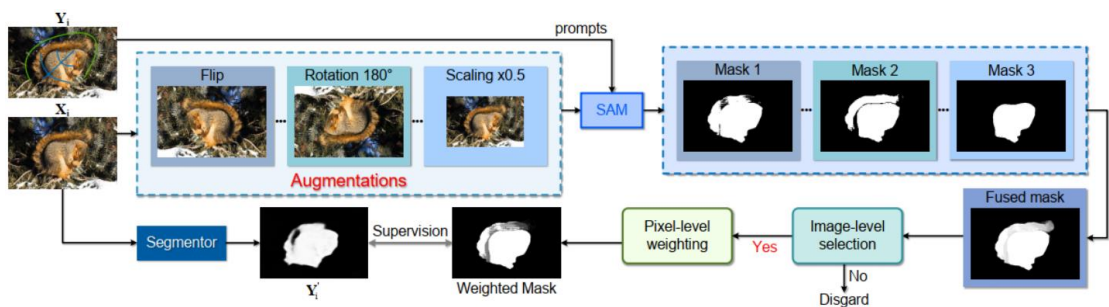 Yᵢ
prompts
Xᵢ
Flip
Rotation 180°
Scaling x0.5
Augmentations
SAM
Mask 1
Mask 2
Mask 3
Fused mask
Segmentor
Supervision
Pixel-level
weighting
Yes
Image-level
selection
No
Disgard
Yᵢ'
Weighted Mask